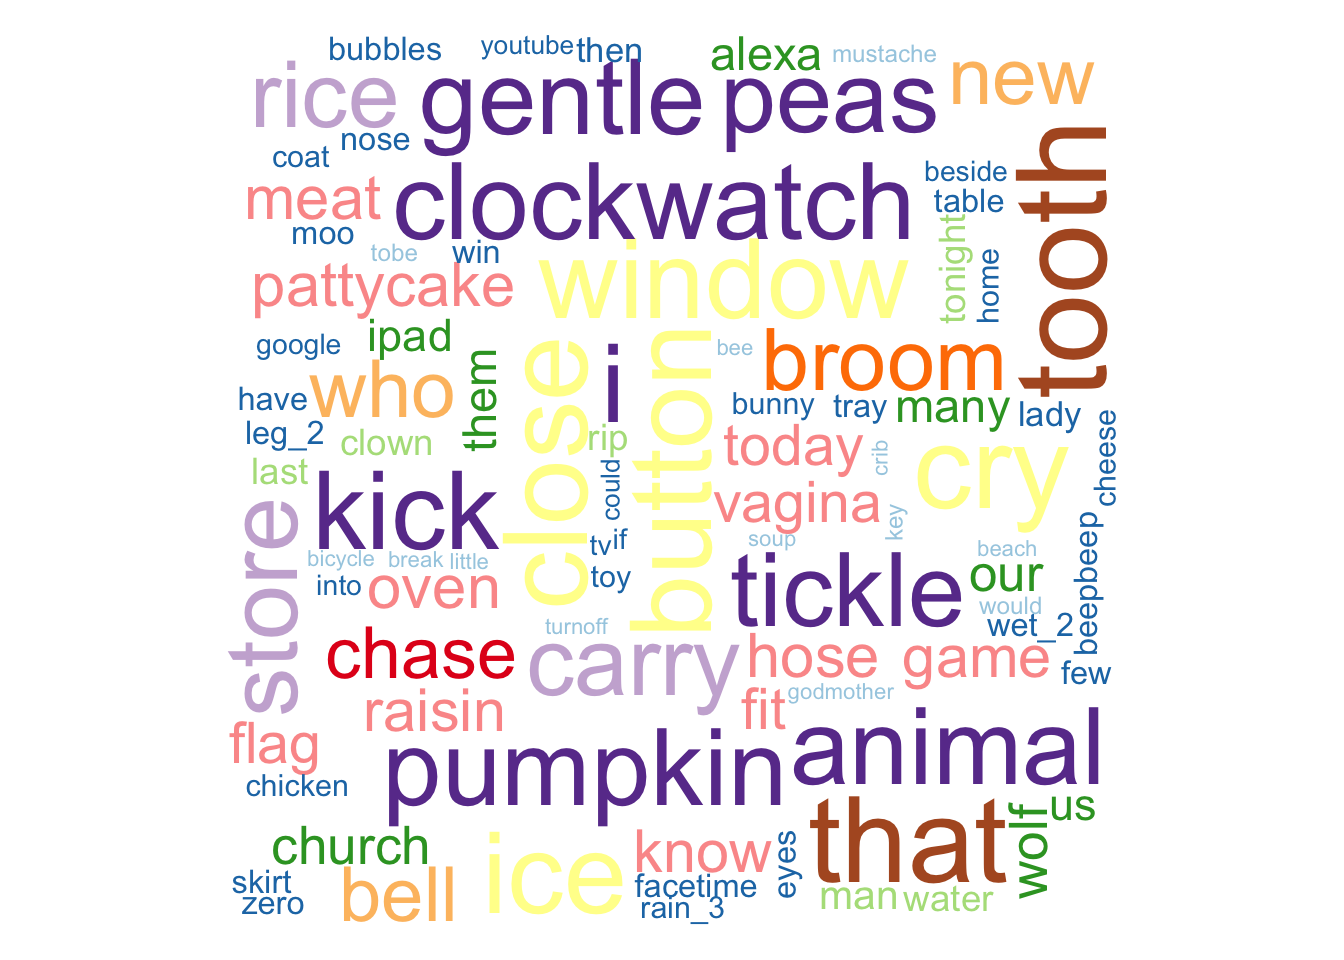 bubbles youtube then alexa mustache
rice gentle peas new
nose
coat
meat clockwatch beside
table
tooth
moo tobe win
pattycake window tonight home
google ipad bee
have who them close i button broom
leg_2 clown rip bunny tray many lady
last today crib cry cheese
store kick could vagina key
tv if soup
bicycle break little
into oven toy tickle beach
our beepbeep
would
turnoff wet_2
chase carry hose game few
raisin fit godmother
flag
chicken pumpkin animal
church know eyes that wolf us
skirt bell ice facetime man water
zero rain_3